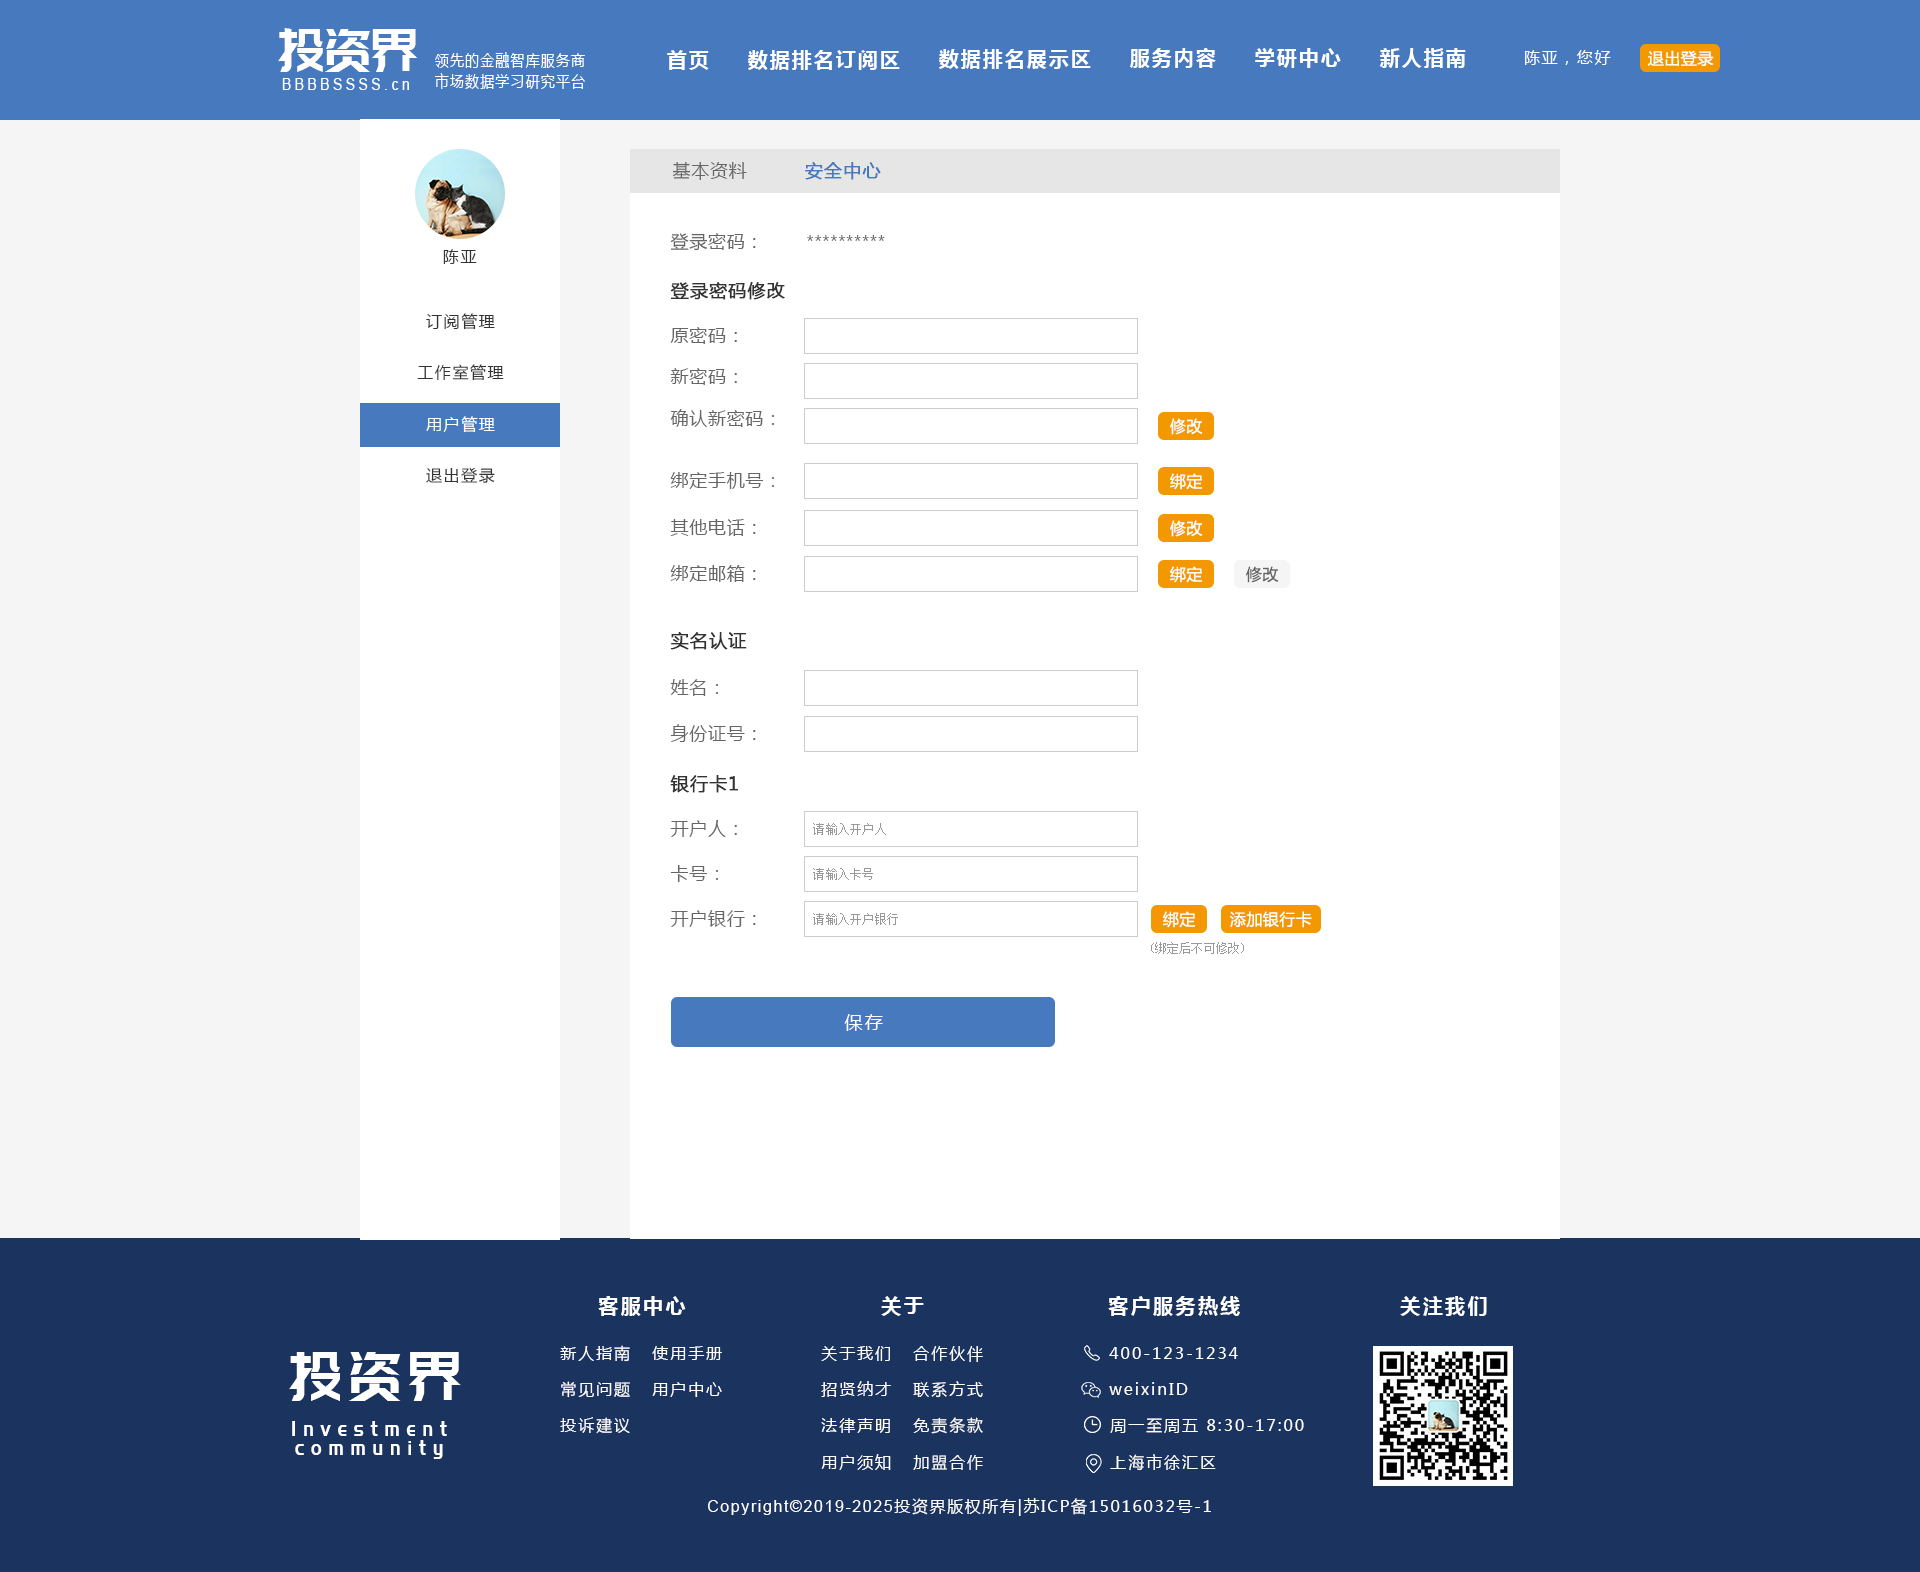 投资界
BBBBSSSS.cn
领先的金融智库服务商
市场数据学习研究平台
首页 数据排名订阅区 数据排名展示区 服务内容 学研中心 新人指南
陈亚，您好 退出登录
陈亚
订阅管理
工作室管理
用户管理
退出登录
基本资料 安全中心
登录密码： **********
登录密码修改
原密码：
新密码：
确认新密码： 修改
绑定手机号： 绑定
其他电话： 修改
绑定邮箱： 绑定 修改
实名认证
姓名：
身份证号：
银行卡1
开户人： 请输入开户人
卡号： 请输入卡号
开户银行： 请输入开户银行 绑定 添加银行卡
（绑定后不可修改）
保存
投资界
Investment
community
客服中心
新人指南 使用手册
常见问题 用户中心
投诉建议
关于
关于我们 合作伙伴
招贤纳才 联系方式
法律声明 免责条款
用户须知 加盟合作
客户服务热线
400-123-1234
weixinID
周一至周五 8:30-17:00
上海市徐汇区
关注我们
Copyright©2019-2025投资界版权所有|苏ICP备15016032号-1